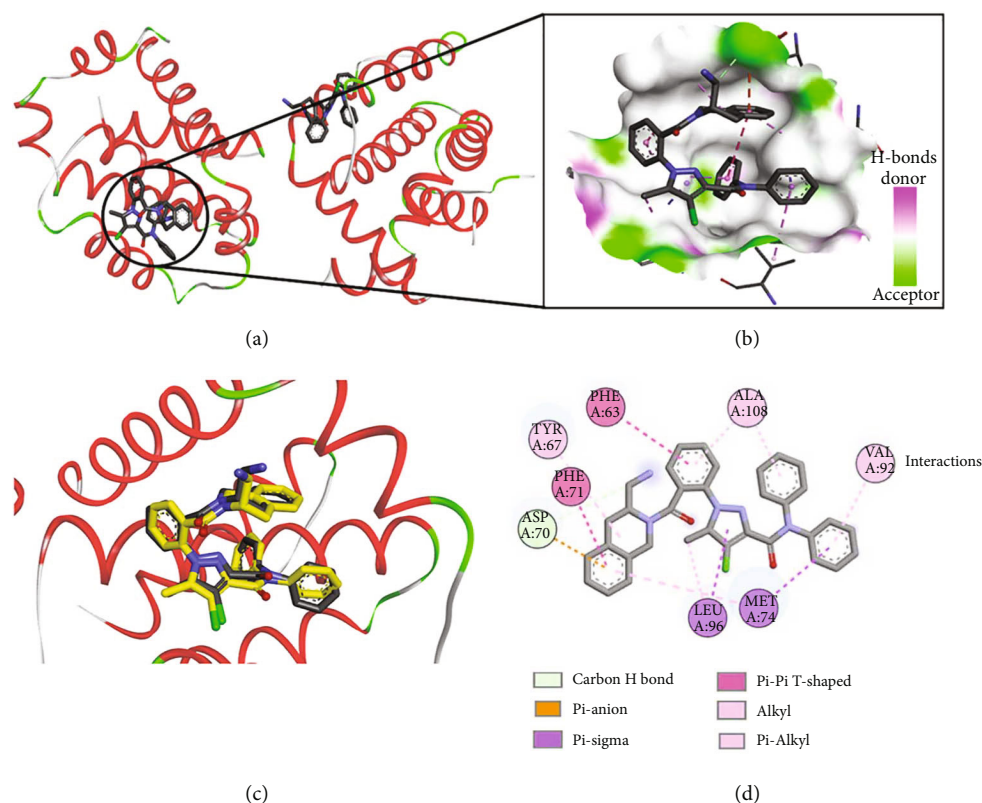 (a)
H-bonds
donor
Acceptor
(b)
(c)
PHE
A:63
ALA
A:108
TYR
A:67
VAL
A:92
Interactions
PHE
A:71
ASP
A:70
LEU
A:96
MET
A:74
Carbon H bond
Pi-Pi T-shaped
Pi-anion
Alkyl
Pi-sigma
Pi-Alkyl
(d)